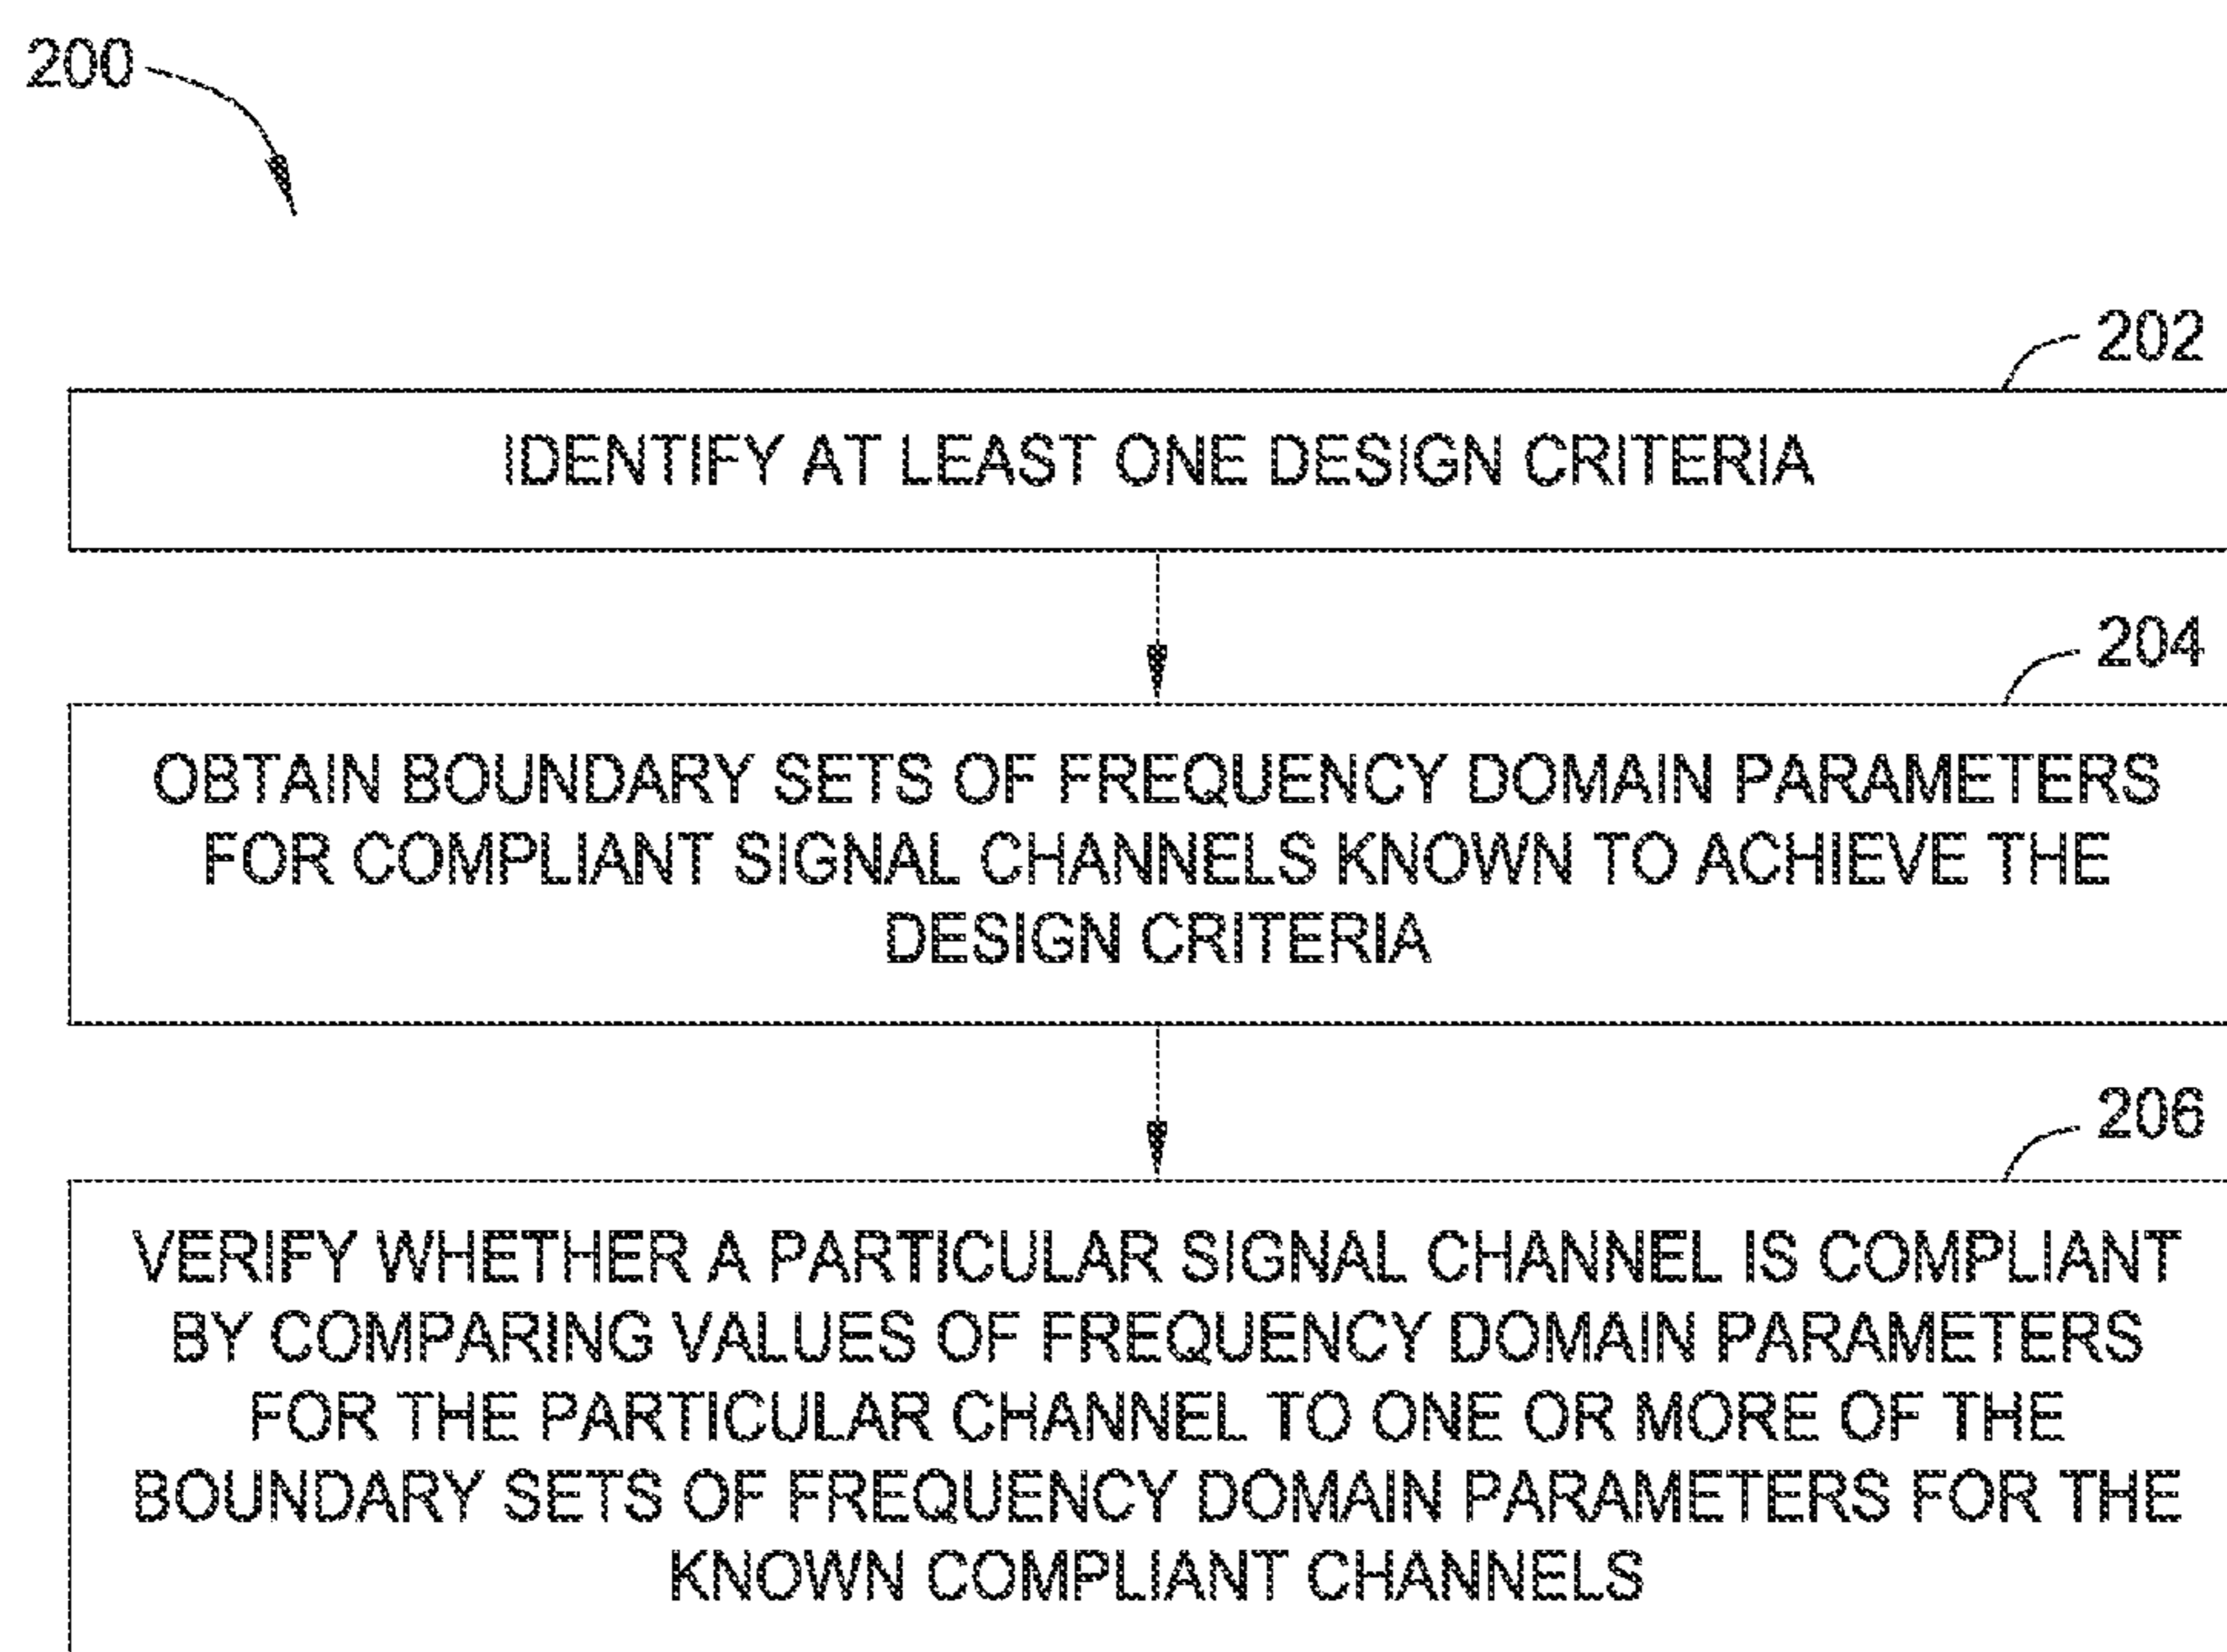 200
202
IDENTIFY AT LEAST ONE DESIGN CRITERIA
204
OBTAIN BOUNDARY SETS OF FREQUENCY DOMAIN PARAMETERS
FOR COMPLIANT SIGNAL CHANNELS KNOWN TO ACHIEVE THE
DESIGN CRITERIA
206
VERIFY WHETHER A PARTICULAR SIGNAL CHANNEL IS COMPLIANT
BY COMPARING VALUES OF FREQUENCY DOMAIN PARAMETERS
FOR THE PARTICULAR CHANNEL TO ONE OR MORE OF THE
BOUNDARY SETS OF FREQUENCY DOMAIN PARAMETERS FOR THE
KNOWN COMPLIANT CHANNELS